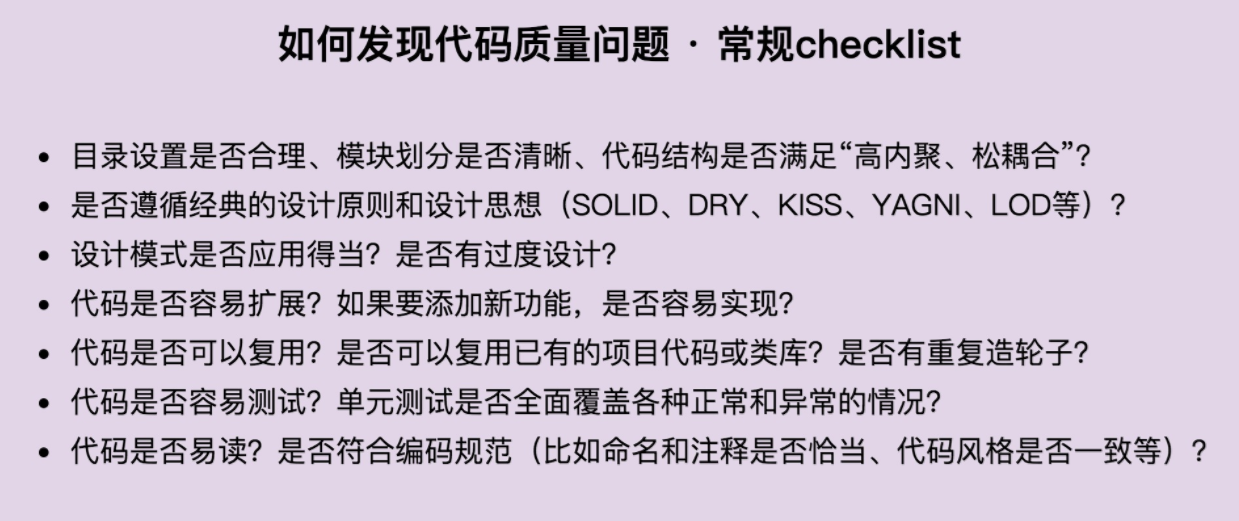 如何发现代码质量问题 · 常规checklist
• 目录设置是否合理、模块划分是否清晰、代码结构是否满足“高内聚、松耦合”？
• 是否遵循经典的设计原则和设计思想（SOLID、DRY、KISS、YAGNI、LOD等）？
• 设计模式是否应用得当？是否有过度设计？
• 代码是否容易扩展？如果要添加新功能，是否容易实现？
• 代码是否可以复用？是否可以复用已有的项目代码或类库？是否有重复造轮子？
• 代码是否容易测试？单元测试是否全面覆盖各种正常和异常的情况？
• 代码是否易读？是否符合编码规范（比如命名和注释是否恰当、代码风格是否一致等）？